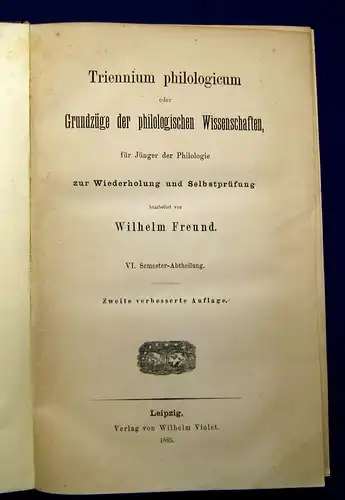 Triennium philologicum
oder
Grundzüge der philologischen Wissenschaften,
für Jünger der Philologie
zur Wiederholung und Selbstprüfung
bearbeitet von
Wilhelm Freund.
VI. Semester-Abtheilung.
Zweite verbesserte Auflage.
Leipzig,
Verlag von Wilhelm Violet.
1885.